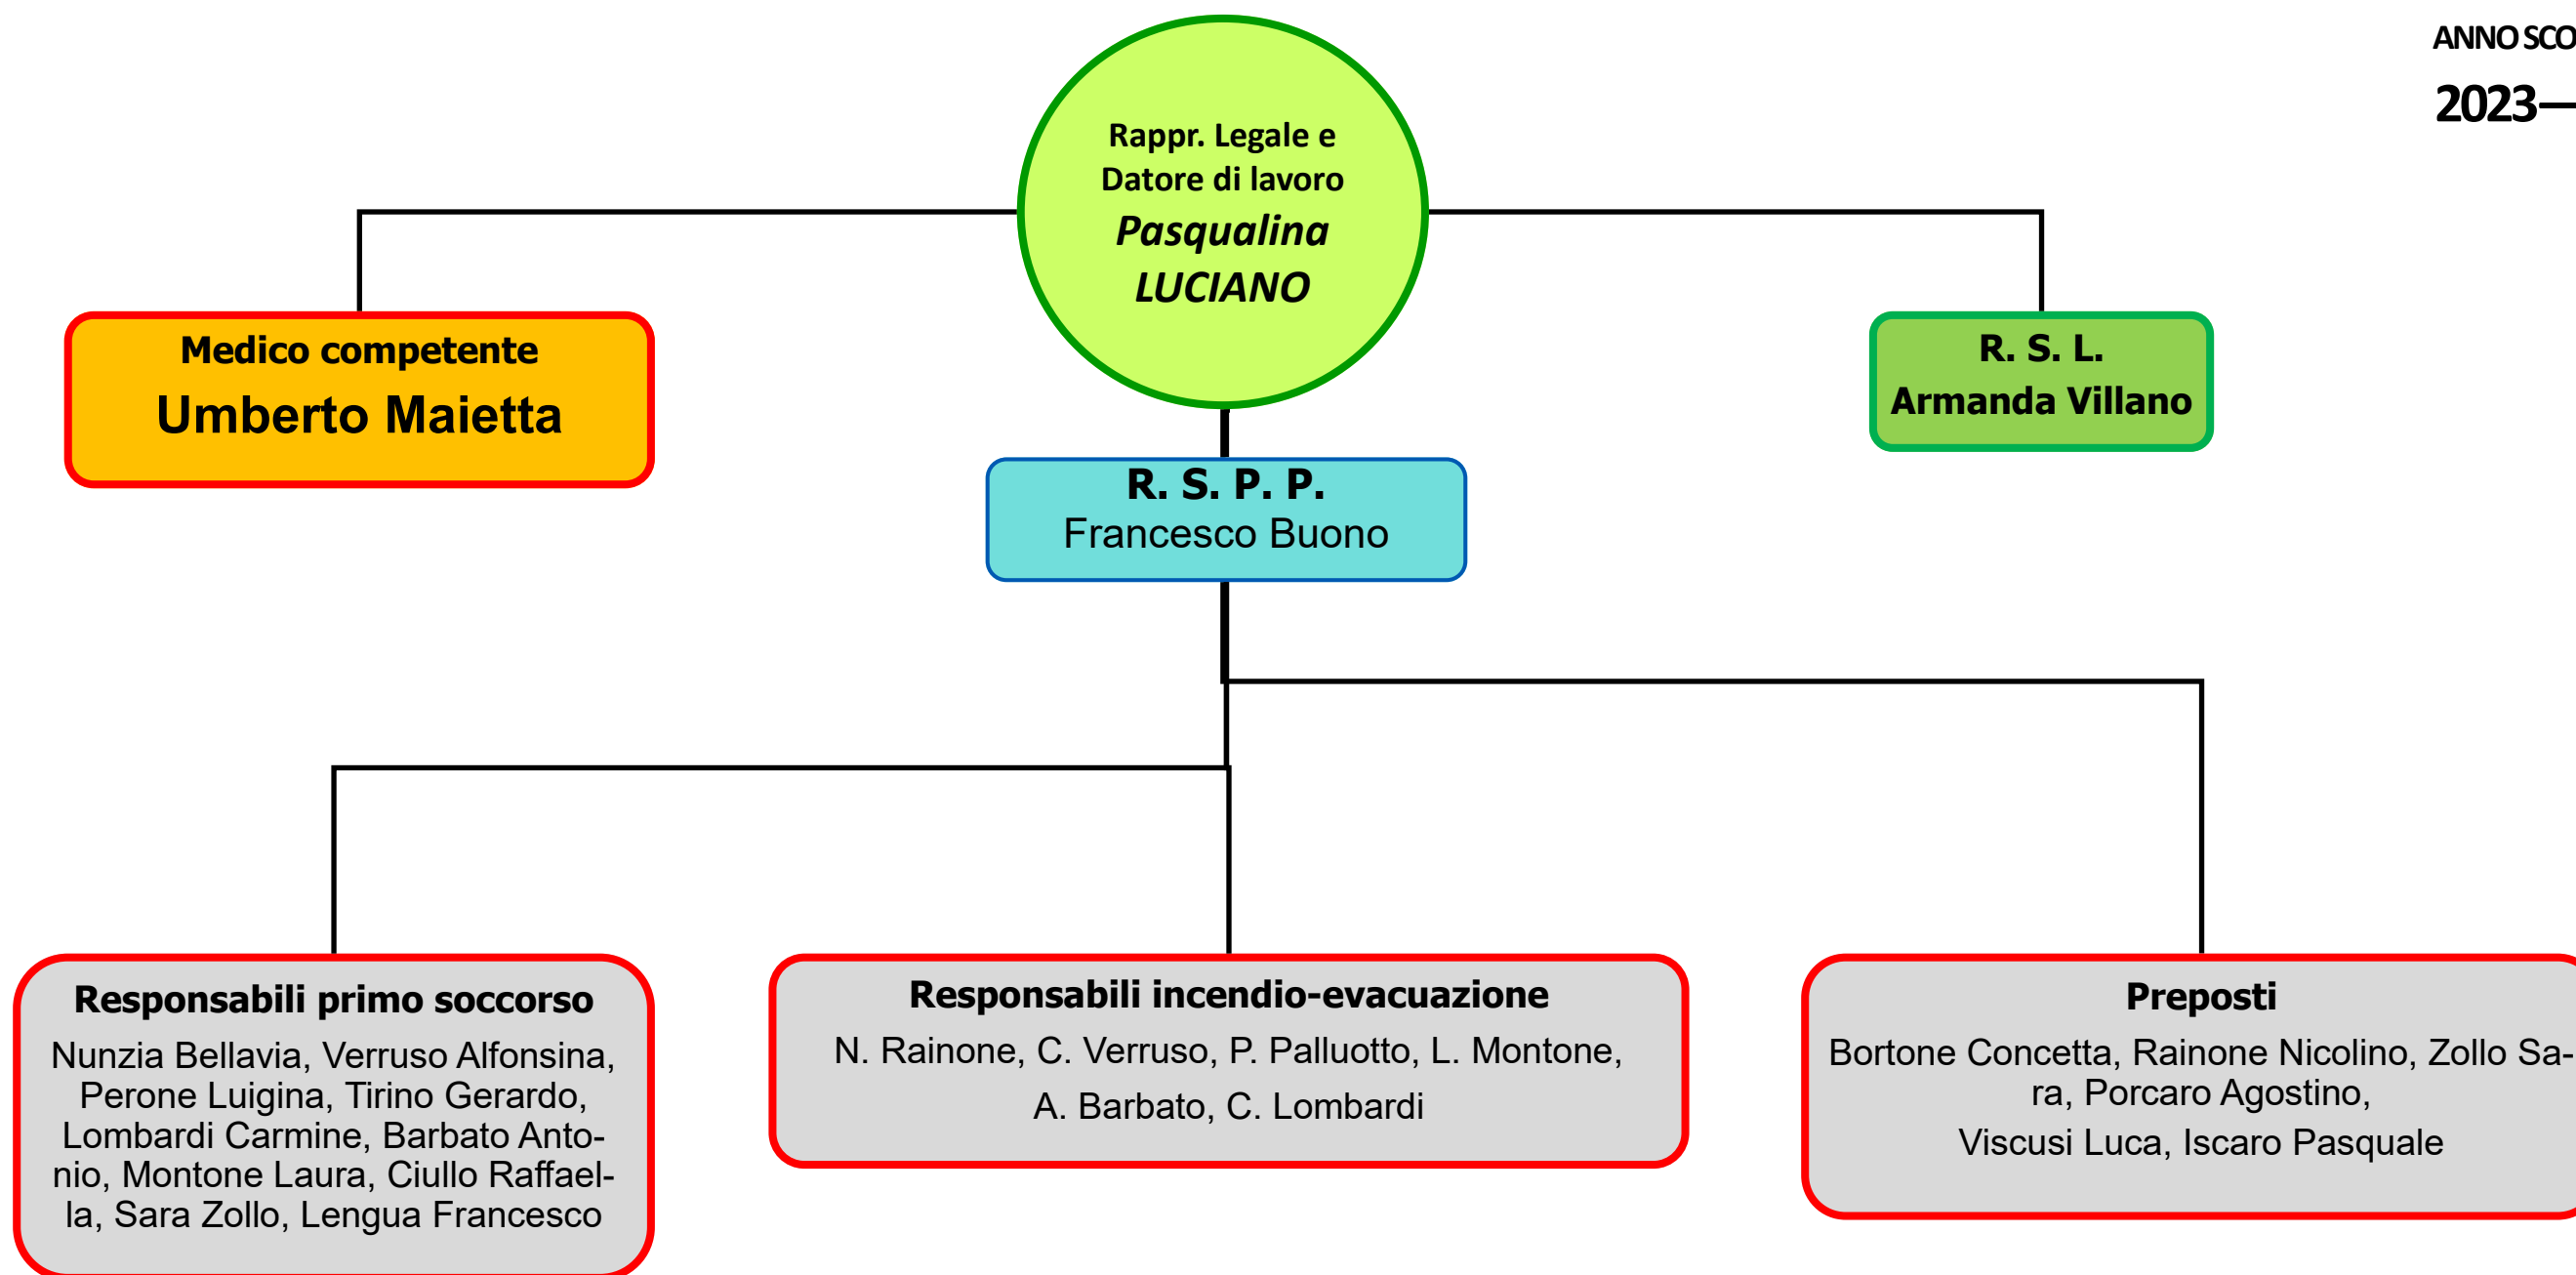 ANNO SCO
2023—
Rappr. Legale e
Datore di lavoro
Pasqualina
LUCIANO
Medico competente
Umberto Maietta
R. S. L.
Armanda Villano
R. S. P. P.
Francesco Buono
Responsabili primo soccorso
Nunzia Bellavia, Verruso Alfonsina,
Perone Luigina, Tirino Gerardo,
Lombardi Carmine, Barbato Anto-
nio, Montone Laura, Ciullo Raffael-
la, Sara Zollo, Lengua Francesco
Responsabili incendio-evacuazione
N. Rainone, C. Verruso, P. Palluotto, L. Montone,
A. Barbato, C. Lombardi
Preposti
Bortone Concetta, Rainone Nicolino, Zollo Sa-
ra, Porcaro Agostino,
Viscusi Luca, Iscaro Pasquale